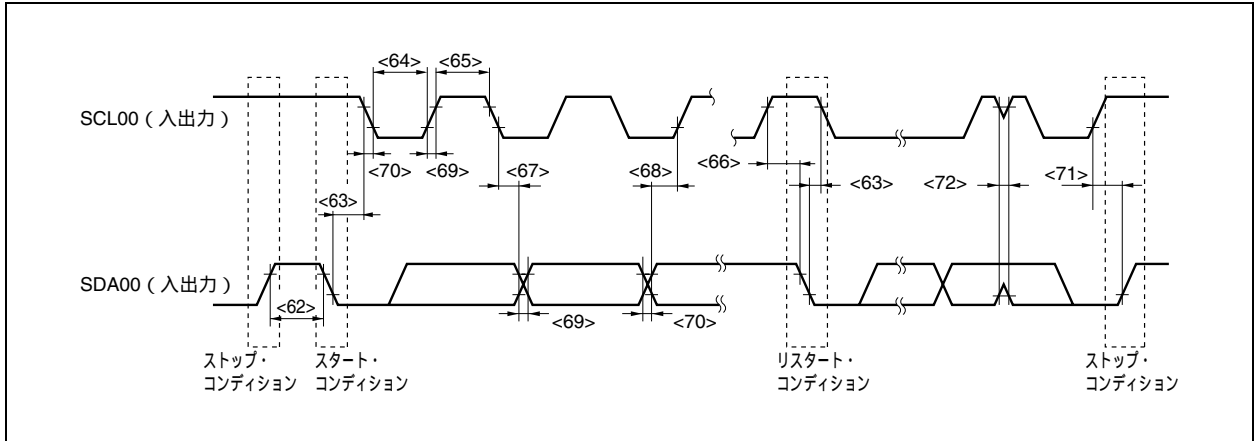 <64> <65>
SCL00（入出力）
<70> <69> <67> <68> <66> <63> <72> <71>
<63>
SDA00（入出力）
<62> <69> <70>
ストップ・
コンディション
スタート・
コンディション
リスタート・
コンディション
ストップ・
コンディション